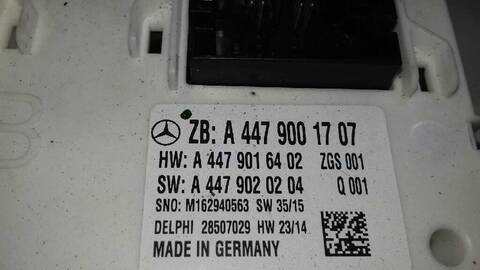 ZB: A 447 900 17 07
HW: A 447 901 64 02 ZGS 001
SW: A 447 902 02 04 Q 001
SNO: M162940563 SW 35/15
DELPHI 28507029 HW 23/14
MADE IN GERMANY